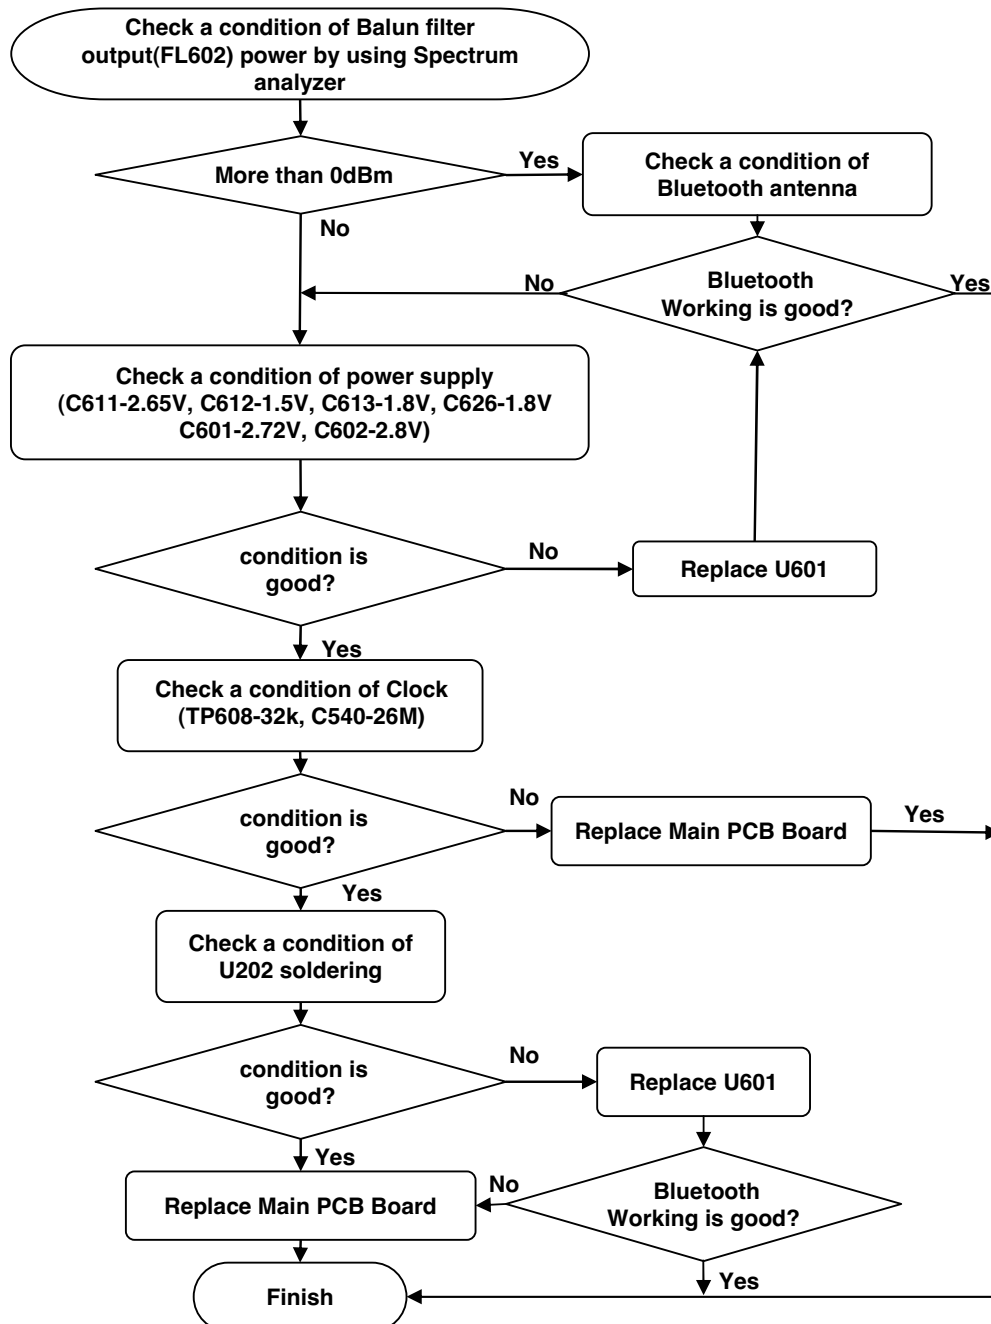 Check a condition of Balun filter
output(FL602) power by using Spectrum
analyzer
More than 0dBm
Yes
Check a condition of
Bluetooth antenna
No
Bluetooth
Working is good?
No
Yes
Check a condition of power supply
(C611-2.65V, C612-1.5V, C613-1.8V, C626-1.8V
C601-2.72V, C602-2.8V)
condition is
good?
No
Replace U601
Yes
Check a condition of Clock
(TP608-32k, C540-26M)
condition is
good?
No
Replace Main PCB Board
Yes
Yes
Check a condition of
U202 soldering
condition is
good?
No
Replace U601
Yes
Replace Main PCB Board
No
Bluetooth
Working is good?
Yes
Finish